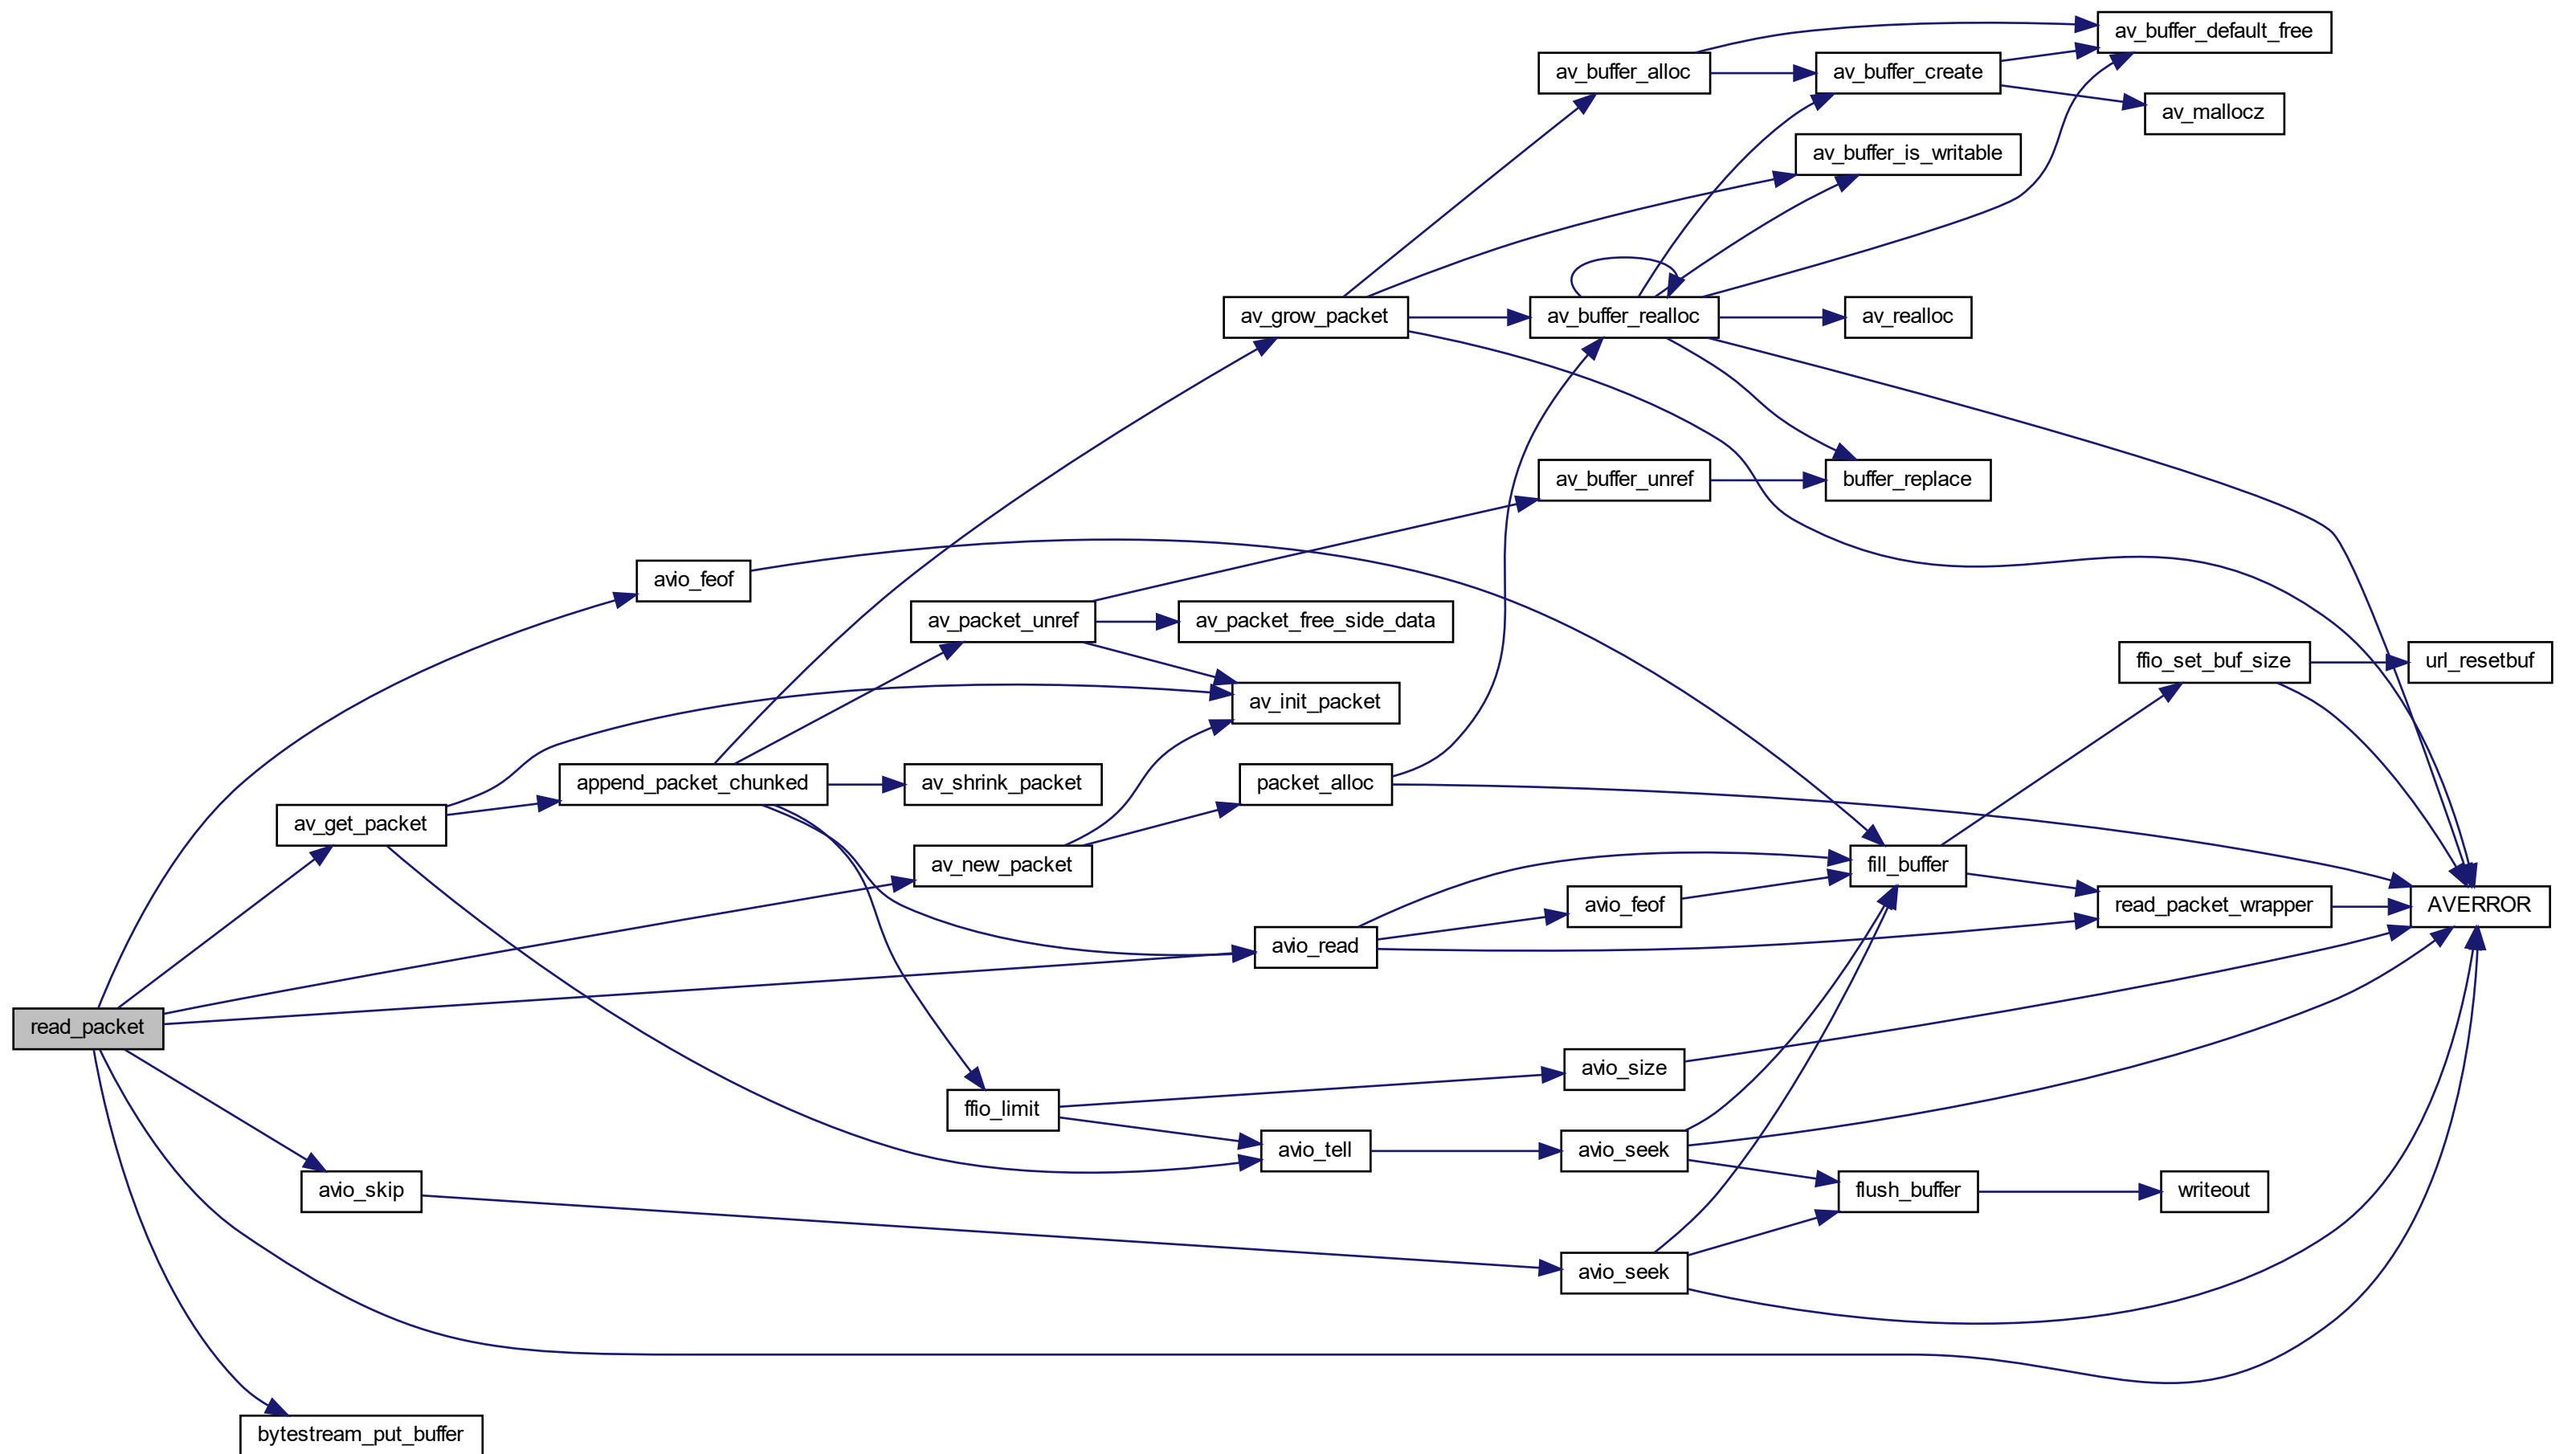 av_buffer_default_free
av_buffer_alloc
av_buffer_create
av_mallocz
av_buffer_is_writable
av_grow_packet
av_buffer_realloc
av_realloc
av_buffer_unref
buffer_replace
avio_feof
av_packet_unref
av_packet_free_side_data
ffio_set_buf_size
url_resetbuf
av_init_packet
append_packet_chunked
av_shrink_packet
packet_alloc
av_get_packet
av_new_packet
fill_buffer
avio_feof
read_packet_wrapper
AVERROR
avio_read
read_packet
avio_size
ffio_limit
avio_tell
avio_seek
avio_skip
flush_buffer
writeout
avio_seek
bytestream_put_buffer